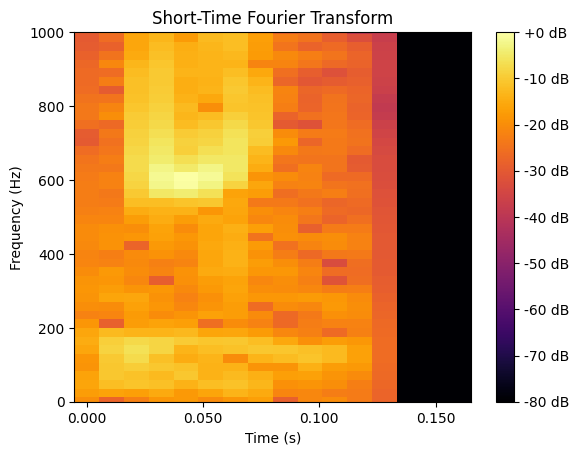 Short-Time Fourier Transform
Frequency (Hz)
1000
800
600
400
200
0
0.000 0.050 0.100 0.150
Time (s)
+0 dB
-10 dB
-20 dB
-30 dB
-40 dB
-50 dB
-60 dB
-70 dB
-80 dB